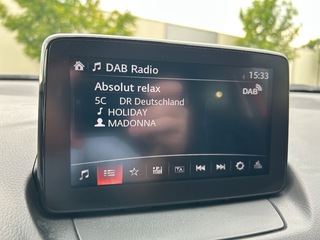 DAB Radio
15:33
Absolut relax
DAB
5C DR Deutschland
HOLIDAY
MADONNA